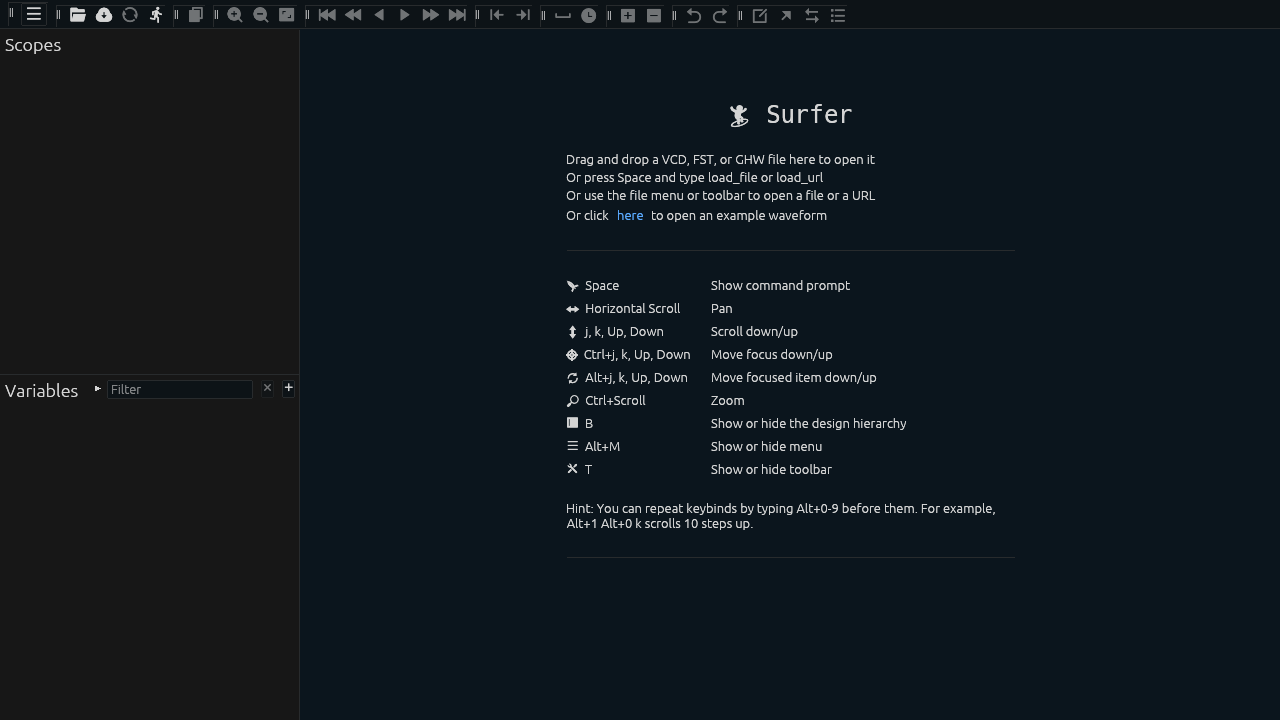 Scopes
Surfer
Drag and drop a VCD, FST, or GHW file here to open it
Or press Space and type load_file or load_url
Or use the file menu or toolbar to open a file or a URL
Or click here to open an example waveform
Space Show command prompt
Horizontal Scroll Pan
j, k, Up, Down Scroll down/up
Ctrl+j, k, Up, Down Move focus down/up
Alt+j, k, Up, Down Move focused item down/up
Ctrl+Scroll Zoom
B Show or hide the design hierarchy
Alt+M Show or hide menu
T Show or hide toolbar
Hint: You can repeat keybinds by typing Alt+0-9 before them. For example,
Alt+1 Alt+0 k scrolls 10 steps up.
Variables Filter